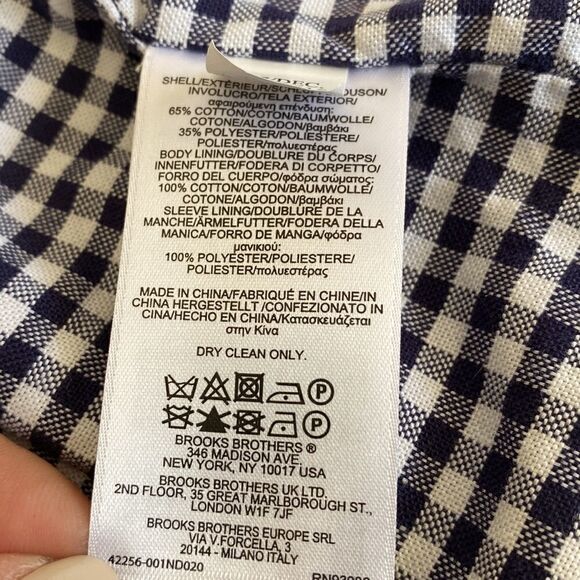 SHELL/EXTÉRIEUR/
INVOLUCRO/TELA EXTERIOR/
αφαιρούμενη επένδυση:
65% COTTON/COTON/BAUMWOLLE/
COTONE/ALGODON/βαμβάκι
35% POLYESTER/POLIESTERE/
POLIESTER/πολυεστέρας
BODY LINING/DOUBLURE DU CORPS/
INNENFUTTER/FODERA DI CORPETTO/
FORRO DEL CUERPO/φόδρα σώματος:
100% COTTON/COTON/BAUMWOLLE/
COTONE/ALGODON/βαμβάκι
SLEEVE LINING/DOUBLURE DE LA
MANCHE/ÄRMELFUTTER/FODERA DELLA
MANICA/FORRO DE MANGA/φόδρα
μανικιού:
100% POLYESTER/POLIESTERE/
POLIESTER/πολυεστέρας
MADE IN CHINA/FABRIQUÉ EN CHINE/IN
CHINA HERGESTELLT/CONFEZIONATO IN
CINA/HECHO EN CHINA/Κατασκευάζεται
στην Κίνα
DRY CLEAN ONLY.
P
P
BROOKS BROTHERS ®
346 MADISON AVE.
NEW YORK, NY 10017 USA
BROOKS BROTHERS UK LTD.
2ND FLOOR, 35 GREAT MARLBOROUGH ST.,
LONDON W1F 7JF
BROOKS BROTHERS EUROPE SRL
VIA V.FORCELLA, 3
20144 - MILANO ITALY
42256-001ND020